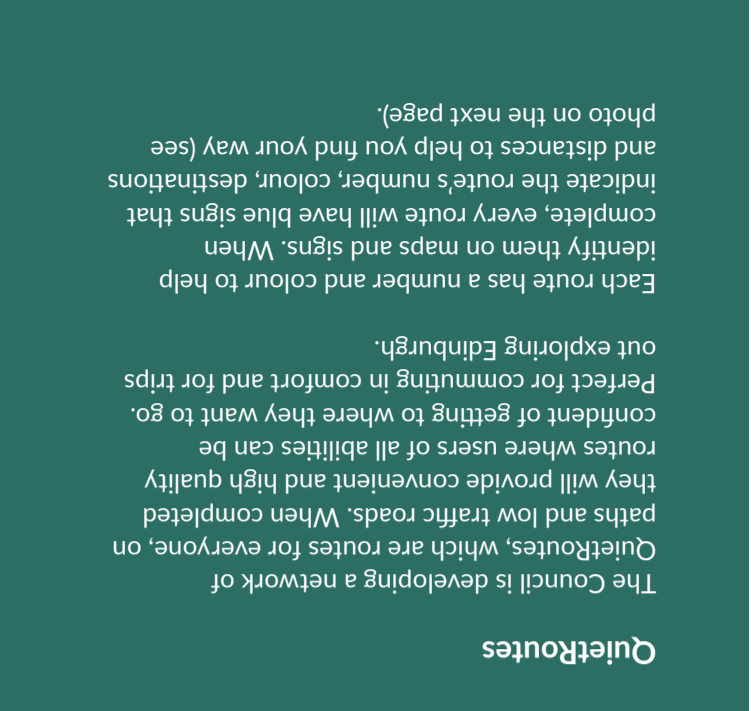 QuietRoutes
The Council is developing a network of
QuietRoutes, which are routes for everyone, on
paths and low traffic roads. When completed
they will provide convenient and high quality
routes where users of all abilities can be
confident of getting to where they want to go.
Perfect for commuting in comfort and for trips
out exploring Edinburgh.
Each route has a number and colour to help
identify them on maps and signs. When
complete, every route will have blue signs that
indicate the route's number, colour, destinations
and distances to help you find your way (see
photo on the next page).